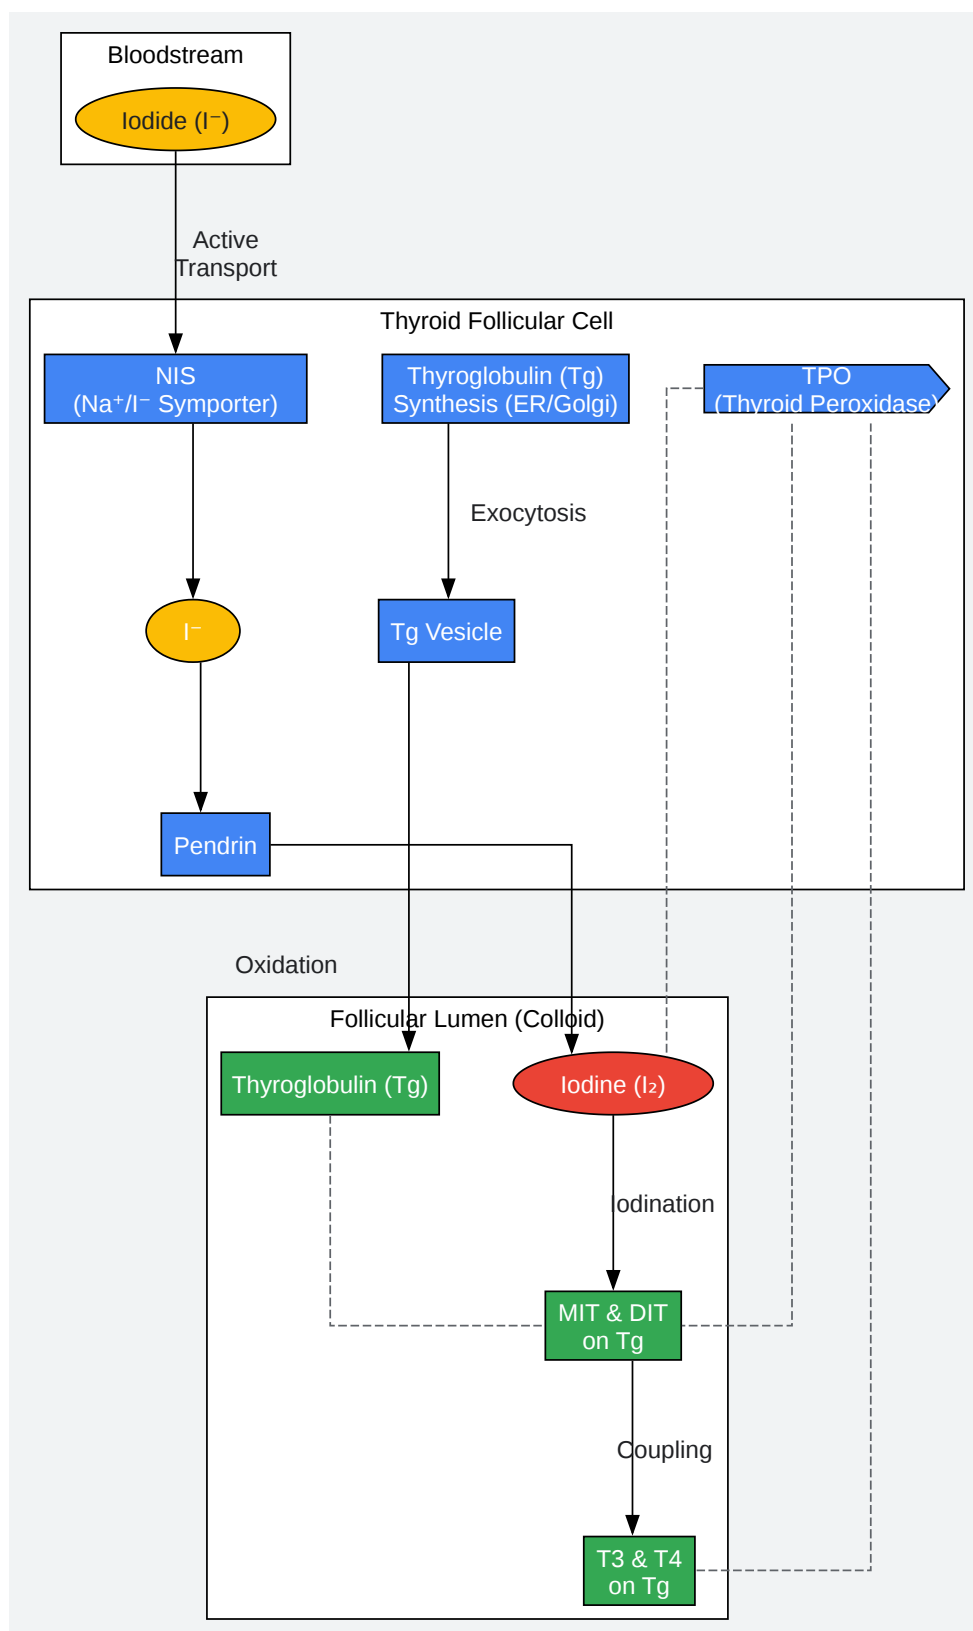 Bloodstream
Iodide (I⁻)
Active
Transport
Thyroid Follicular Cell
NIS
(Na⁺/I⁻ Symporter)
Thyroglobulin (Tg)
Synthesis (ER/Golgi)
TPO
(Thyroid Peroxidase)
Exocytosis
I⁻
Tg Vesicle
Pendrin
Oxidation
Follicular Lumen (Colloid)
Thyroglobulin (Tg)
Iodine (I₂)
Iodination
MIT & DIT
on Tg
Coupling
T3 & T4
on Tg